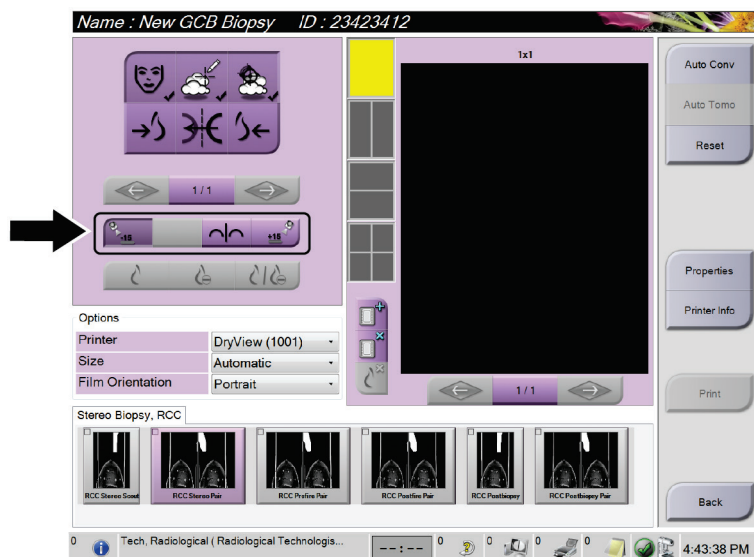 Name : New GCB Biopsy ID : 23423412
1 / 1
-15
+15
Options
Printer
DryView (1001)
Size
Automatic
Film Orientation
Portrait
1x1
1 / 1
Auto Conv
Auto Tomo
Reset
Properties
Printer Info
Print
Back
Stereo Biopsy, RCC
RCC Stereo Scout
RCC Stereo Pair
RCC Prefire Pair
RCC Postfire Pair
RCC Postbiopsy
RCC Postbiopsy Pair
0
Tech, Radiological ( Radiological Technologis...
--:--
0
0
0
0
4:43:38 PM